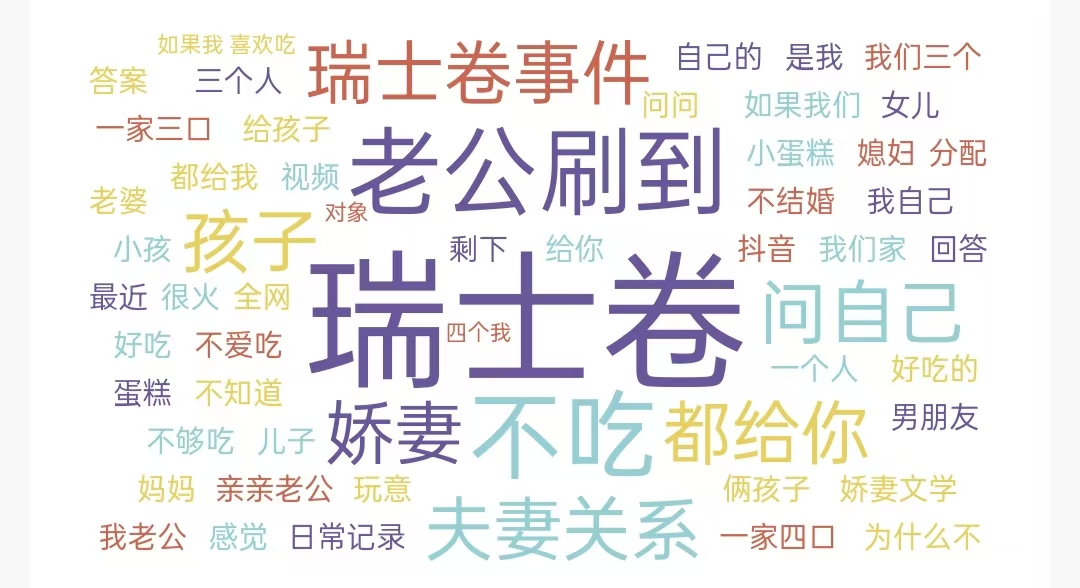 如果我 喜欢吃
瑞士卷事件
自己的 是我 我们三个
答案 三个人
问问 如果我们 女儿
一家三口 给孩子
老公刷到
小蛋糕 媳妇 分配
都给我 视频
老婆
对象
不结婚 我自己
孩子
小孩
剩下 给你
抖音 我们家 回答
最近 很火 全网
瑞士卷
四个我
问自己
好吃 不爱吃
一个人 好吃的
蛋糕 不知道
娇妻 不吃 都给你
男朋友
不够吃 儿子
妈妈 亲亲老公 玩意
俩孩子 娇妻文学
我老公 感觉 日常记录
夫妻关系
一家四口 为什么不